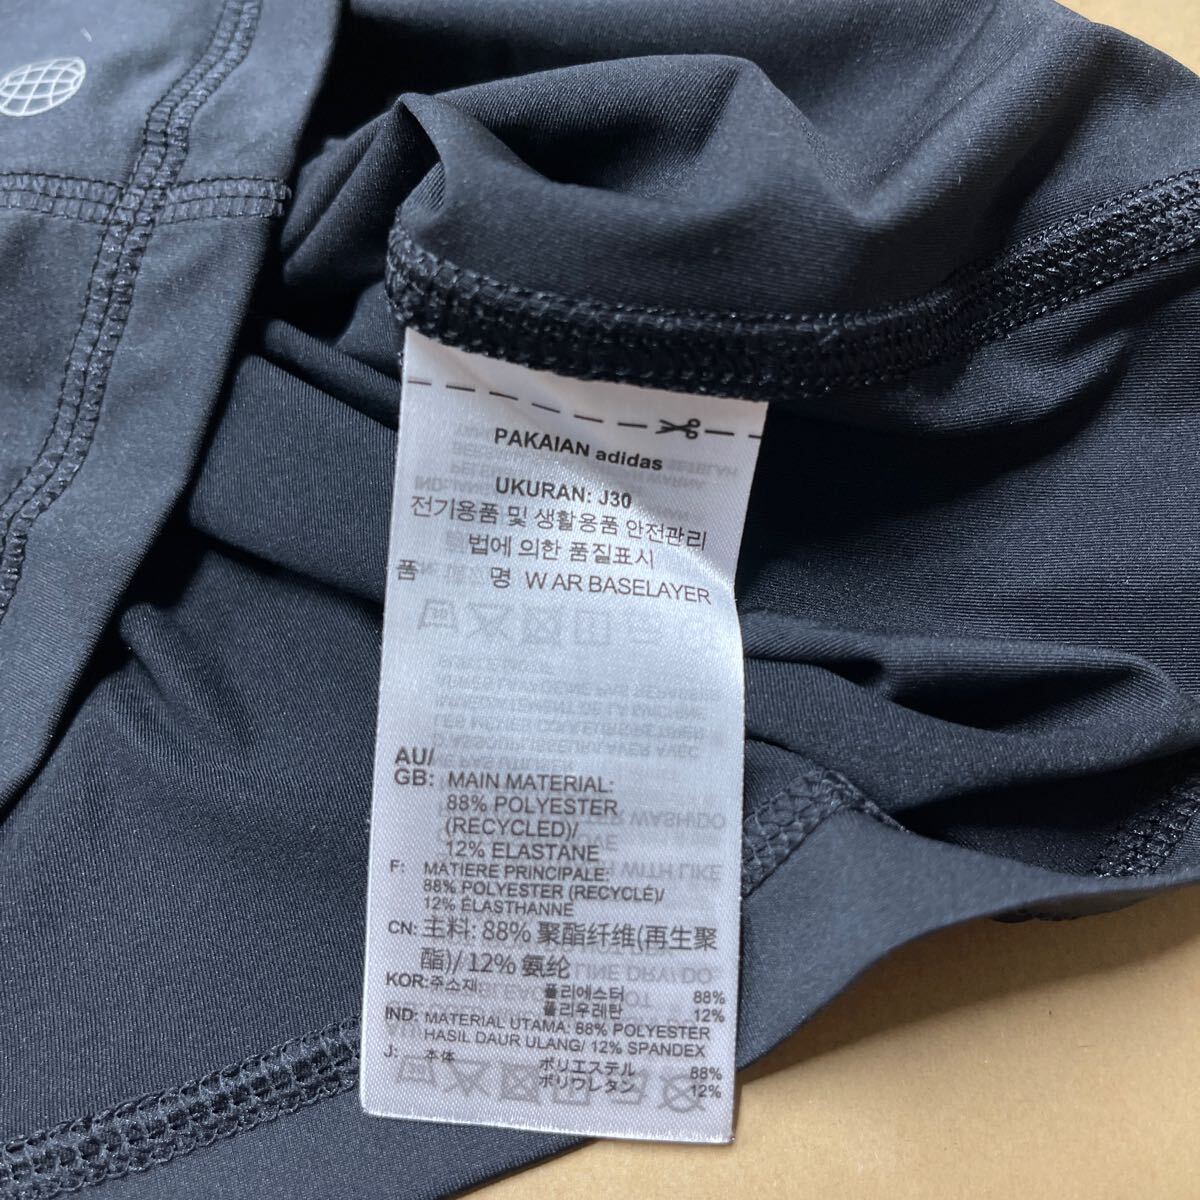 PAKAIAN adidas
UKURAN: J30
전기용품 및 생활용품 안전관리
법에 의한 품질표시
품 명 W AR BASELAYER
AU/
GB: MAIN MATERIAL:
88% POLYESTER
(RECYCLED)/
12% ELASTANE
F: MATIERE PRINCIPALE:
88% POLYESTER (RECYCLÉ)/
12% ÉLASTHANNE
CN: 主料: 88% 聚酯纤维(再生聚
酯)/ 12% 氨纶
KOR: 주소재 폴리에스터 88%
폴리우레탄 12%
IND: MATERIAL UTAMA: 88% POLYESTER
HASIL DAUR ULANG/ 12% SPANDEX
J: 本体 ポリエステル 88%
ポリウレタン 12%